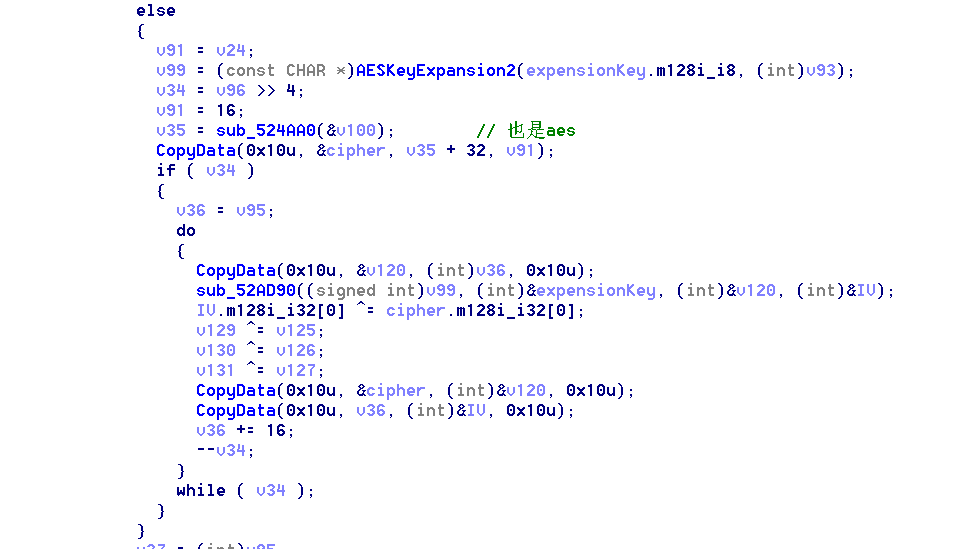 else
{
v91 = v24;
v99 = (const CHAR *)AESKeyExpansion2(expensionKey.m128i_i8, (int)v93);
v34 = v96 >> 4;
v91 = 16;
v35 = sub_524AA0(&v100); // 也是aes
CopyData(0x10u, &cipher, v35 + 32, v91);
if ( v34 )
{
v36 = v95;
do
{
CopyData(0x10u, &v120, (int)v36, 0x10u);
sub_52AD90((signed int)v99, (int)&expensionKey, (int)&v120, (int)&IV);
IV.m128i_i32[0] ^= cipher.m128i_i32[0];
v129 ^= v125;
v130 ^= v126;
v131 ^= v127;
CopyData(0x10u, &cipher, (int)&v120, 0x10u);
CopyData(0x10u, v36, (int)&IV, 0x10u);
v36 += 16;
--v34;
}
while ( v34 );
}
}